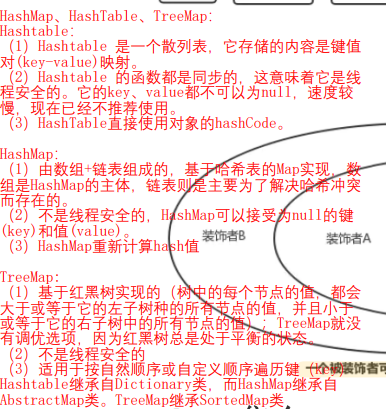 HashMap、HashTable、TreeMap:
Hashtable:
(1) Hashtable 是一个散列表，它存储的内容是键值
对(key-value)映射。
(2) Hashtable 的函数都是同步的，这意味着它是线
程安全的。它的key、value都不可以为null，速度较
慢，现在已经不推荐使用。
(3) HashTable直接使用对象的hashCode。
HashMap:
(1) 由数组+链表组成的，基于哈希表的Map实现，数
组是HashMap的主体，链表则是主要为了解决哈希冲突
而存在的。
(2) 不是线程安全的，HashMap可以接受为null的键
(key)和值(value)。
(3) HashMap重新计算hash值
装饰者B
装饰者A
TreeMap:
(1) 基于红黑树实现的（树中的每个节点的值，都会
大于或等于它的左子树种的所有节点的值，并且小于
或等于它的右子树中的所有节点的值），TreeMap就没
有调优选项，因为红黑树总是处于平衡的状态。
(2) 不是线程安全的
(3) 适用于按自然顺序或自定义顺序遍历键
一个被装饰者可
Hashtable继承自Dictionary类，而HashMap继承自
AbstractMap类。TreeMap继承SortedMap类。